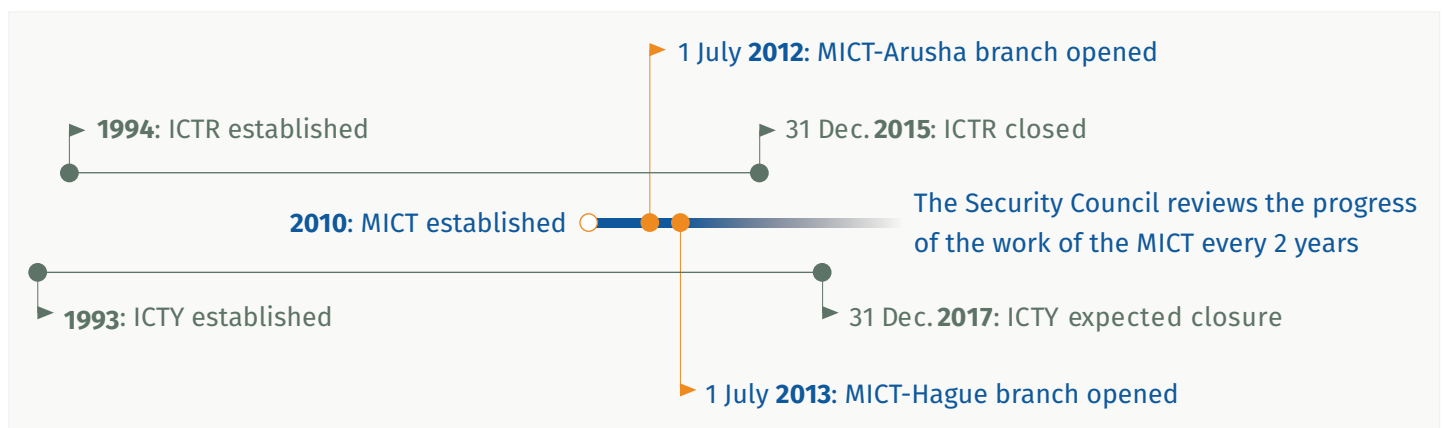 1 July 2012: MICT-Arusha branch opened
1994: ICTR established
31 Dec. 2015: ICTR closed
2010: MICT established
The Security Council reviews the progress
of the work of the MICT every 2 years
1993: ICTY established
31 Dec. 2017: ICTY expected closure
1 July 2013: MICT-Hague branch opened